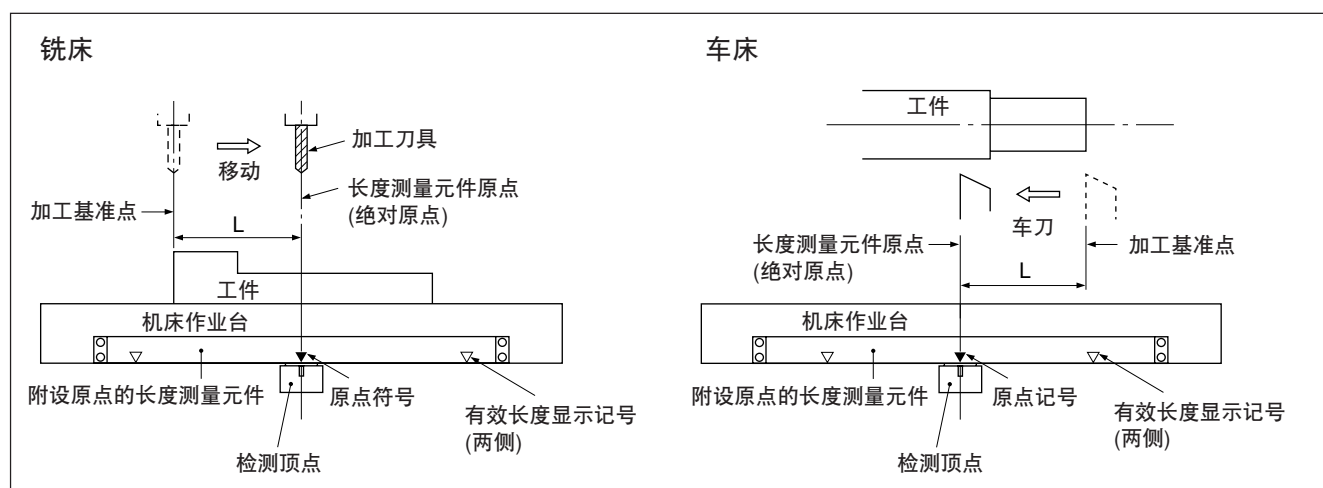 铣床
加工刀具
移动
长度测量元件原点
(绝对原点)
加工基准点
L
工件
机床作业台
附设原点的长度测量元件
原点符号
有效长度显示记号
(两侧)
检测顶点
车床
工件
车刀
长度测量元件原点
(绝对原点)
加工基准点
L
机床作业台
附设原点的长度测量元件
原点记号
有效长度显示记号
(两侧)
检测顶点